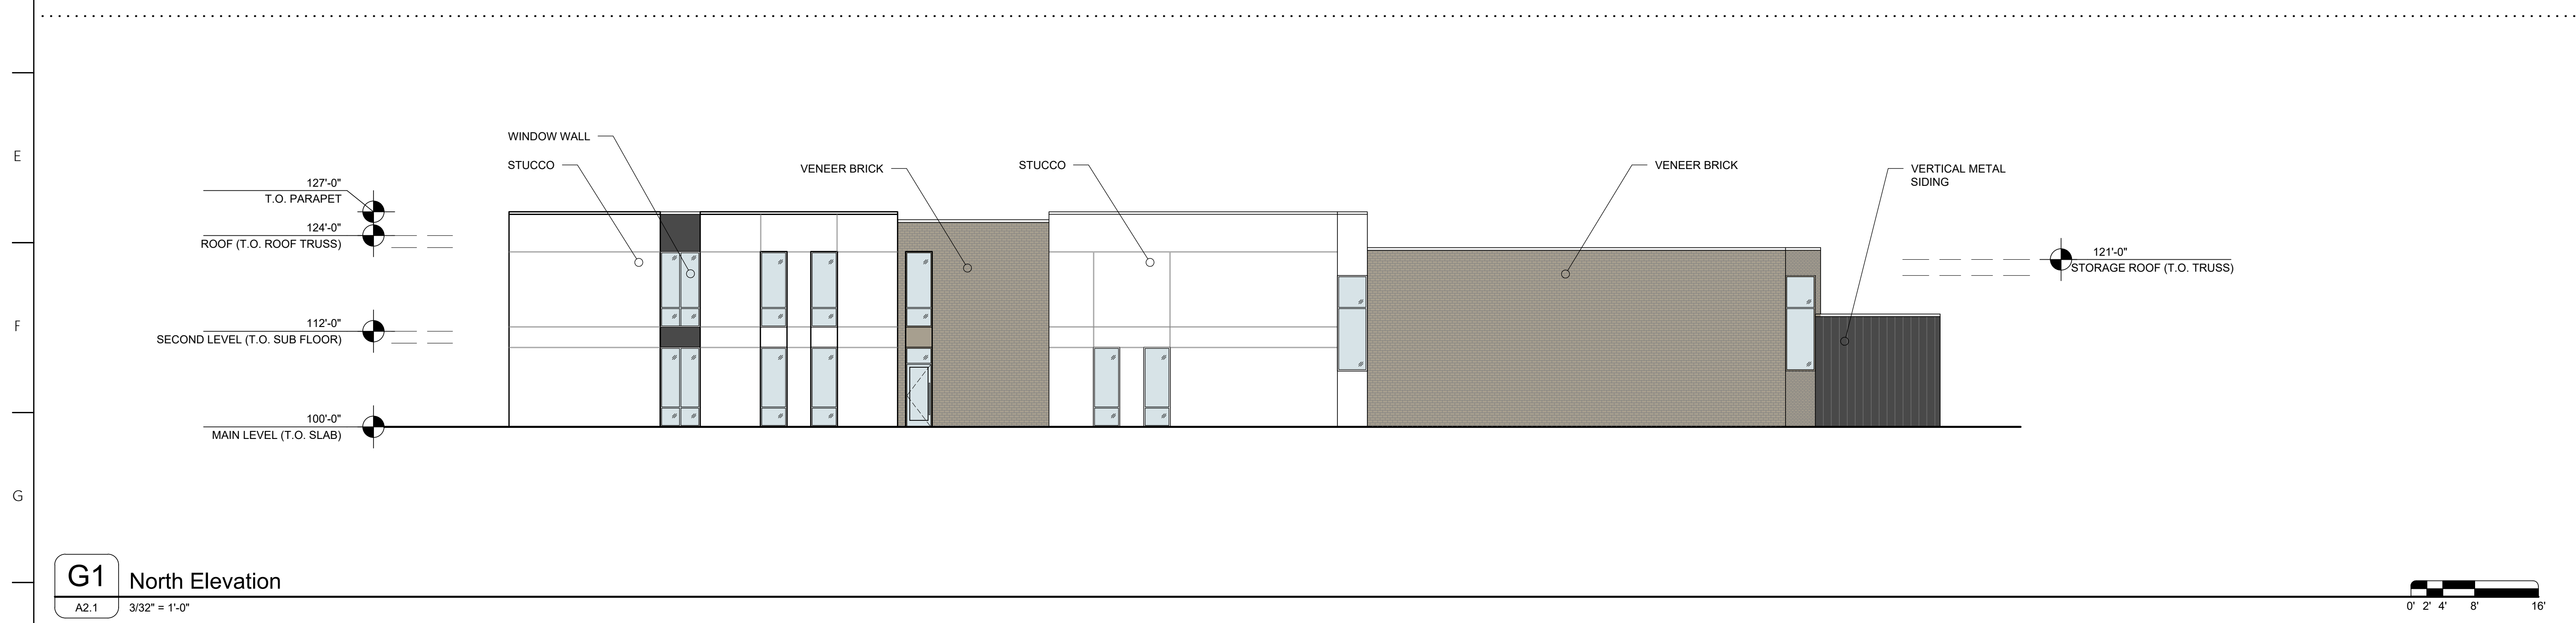 E
F
G
WINDOW WALL
STUCCO
VENEER BRICK
STUCCO
VENEER BRICK
VERTICAL METAL
SIDING
127'-0"
T.O. PARAPET
124'-0"
ROOF (T.O. ROOF TRUSS)
121'-0"
STORAGE ROOF (T.O. TRUSS)
112'-0"
SECOND LEVEL (T.O. SUB FLOOR)
100'-0"
MAIN LEVEL (T.O. SLAB)
G1
North Elevation
A2.1
3/32" = 1'-0"
0' 2' 4' 8' 16'